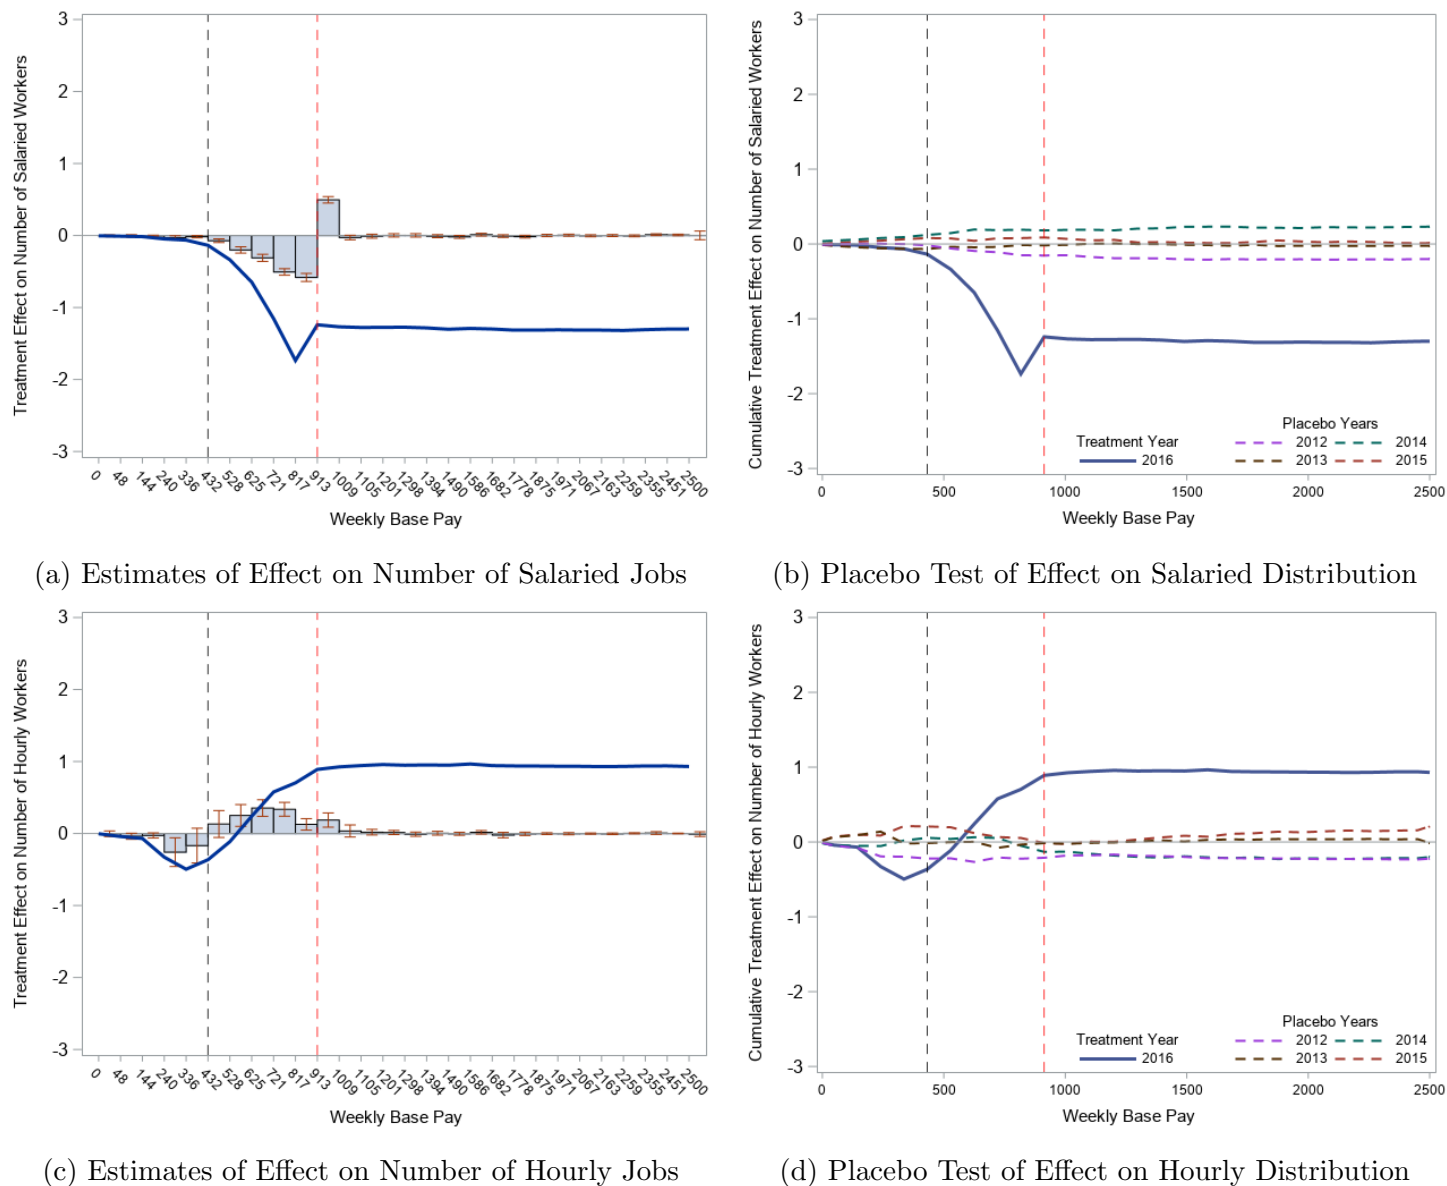 3
2
1
0
-1
-2
-3
Treatment Effect on Number of Salaried Workers
0 48 144 240 336 432 528 625 721 817 913 1009 1105 1201 1298 1394 1490 1586 1682 1778 1875 1971 2067 2163 2259 2355 2451 2500
Weekly Base Pay
(a) Estimates of Effect on Number of Salaried Jobs
3
2
1
0
-1
-2
-3
Cumulative Treatment Effect on Number of Salaried Workers
Treatment Year
2016
Placebo Years
2012 2014
2013 2015
0 500 1000 1500 2000 2500
Weekly Base Pay
(b) Placebo Test of Effect on Salaried Distribution
3
2
1
0
-1
-2
-3
Treatment Effect on Number of Hourly Workers
0 48 144 240 336 432 528 625 721 817 913 1009 1105 1201 1298 1394 1490 1586 1682 1778 1875 1971 2067 2163 2259 2355 2451 2500
Weekly Base Pay
(c) Estimates of Effect on Number of Hourly Jobs
3
2
1
0
-1
-2
-3
Cumulative Treatment Effect on Number of Hourly Workers
Treatment Year
2016
Placebo Years
2012 2014
2013 2015
0 500 1000 1500 2000 2500
Weekly Base Pay
(d) Placebo Test of Effect on Hourly Distribution